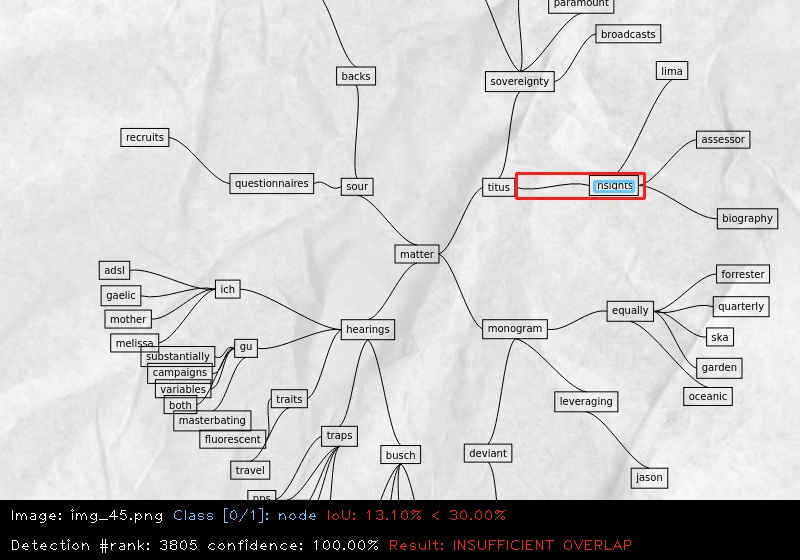 paramount
broadcasts
backs
sovereignty
lima
recruits
assessor
questionnaires
sour
titus
nsights
biography
matter
adsl
ich
forrester
gaelic
equally
quarterly
mother
hearings
monogram
ska
melissa
gu
substantially
campaigns
garden
variables
traits
leveraging
oceanic
both
masterbating
fluorescent
traps
busch
deviant
travel
jason
pps
Image: img_45.png Class [0/1]: node IoU: 13.10% < 30.00%
Detection #rank: 3805 confidence: 100.00% Result: INSUFFICIENT OVERLAP